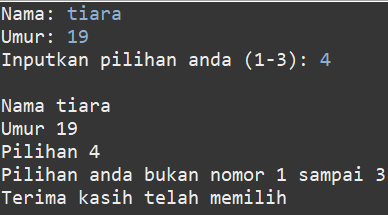 Nama: tiara
Umur: 19
Inputkan pilihan anda (1-3): 4
Nama tiara
Umur 19
Pilihan 4
Pilihan anda bukan nomor 1 sampai 3
Terima kasih telah memilih